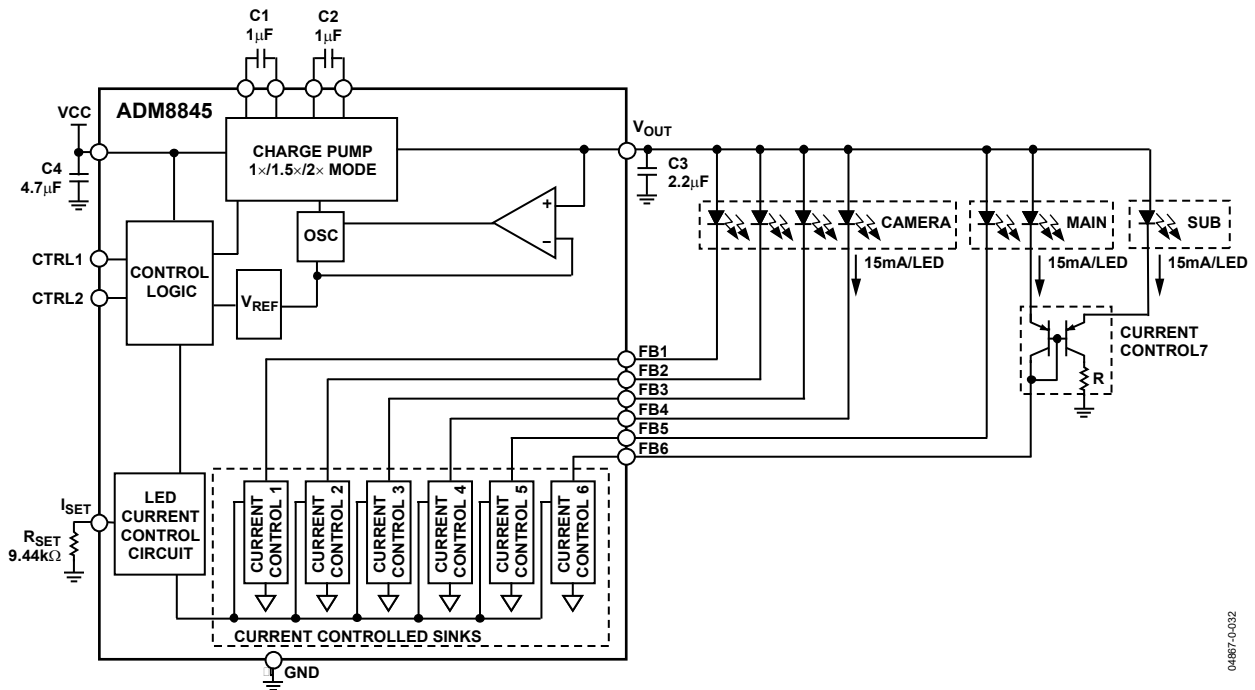 C1
1µF
C2
1µF
ADM8845
VCC
C4
4.7µF
CHARGE PUMP
1×/1.5×/2× MODE
OSC
+
–
VOUT
C3
2.2µF
CAMERA
MAIN
SUB
15mA/LED
15mA/LED
15mA/LED
CTRL1
CTRL2
CONTROL
LOGIC
VREF
CURRENT
CONTROL7
R
FB1
FB2
FB3
FB4
FB5
FB6
ISET
RSET
9.44kΩ
LED
CURRENT
CONTROL
CIRCUIT
CURRENT
CONTROL 1
CURRENT
CONTROL 2
CURRENT
CONTROL 3
CURRENT
CONTROL 4
CURRENT
CONTROL 5
CURRENT
CONTROL 6
CURRENT CONTROLLED SINKS
GND
04867-0-032